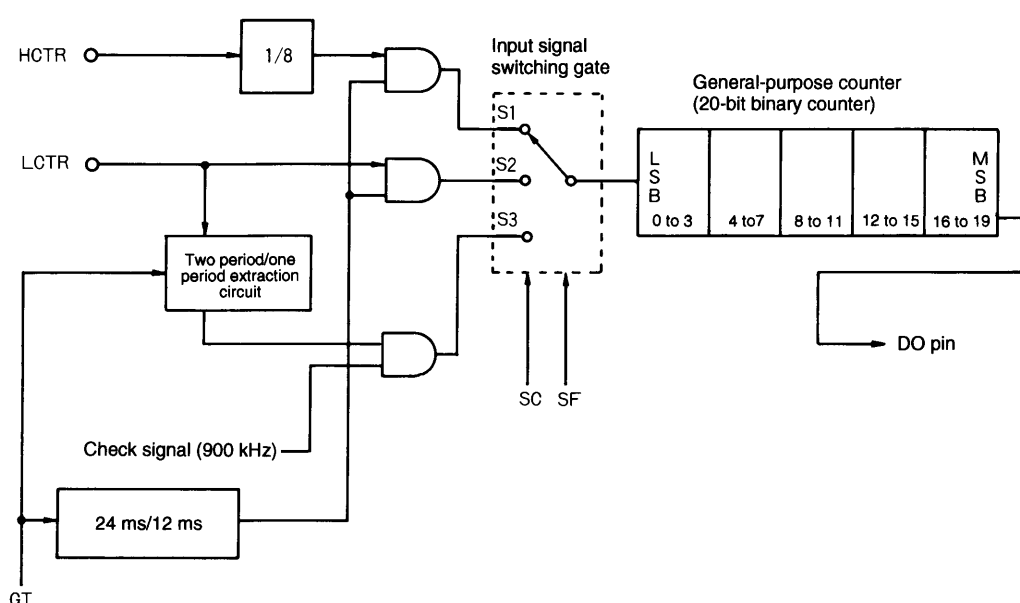 HCTR
1/8
Input signal
switching gate
General-purpose counter
(20-bit binary counter)
S1
LCTR
S2
L
S
B
M
S
B
S3
0 to 3
4 to7
8 to 11
12 to 15
16 to 19
Two period/one
period extraction
circuit
DO pin
SC
SF
Check signal (900 kHz)
24 ms/12 ms
GT